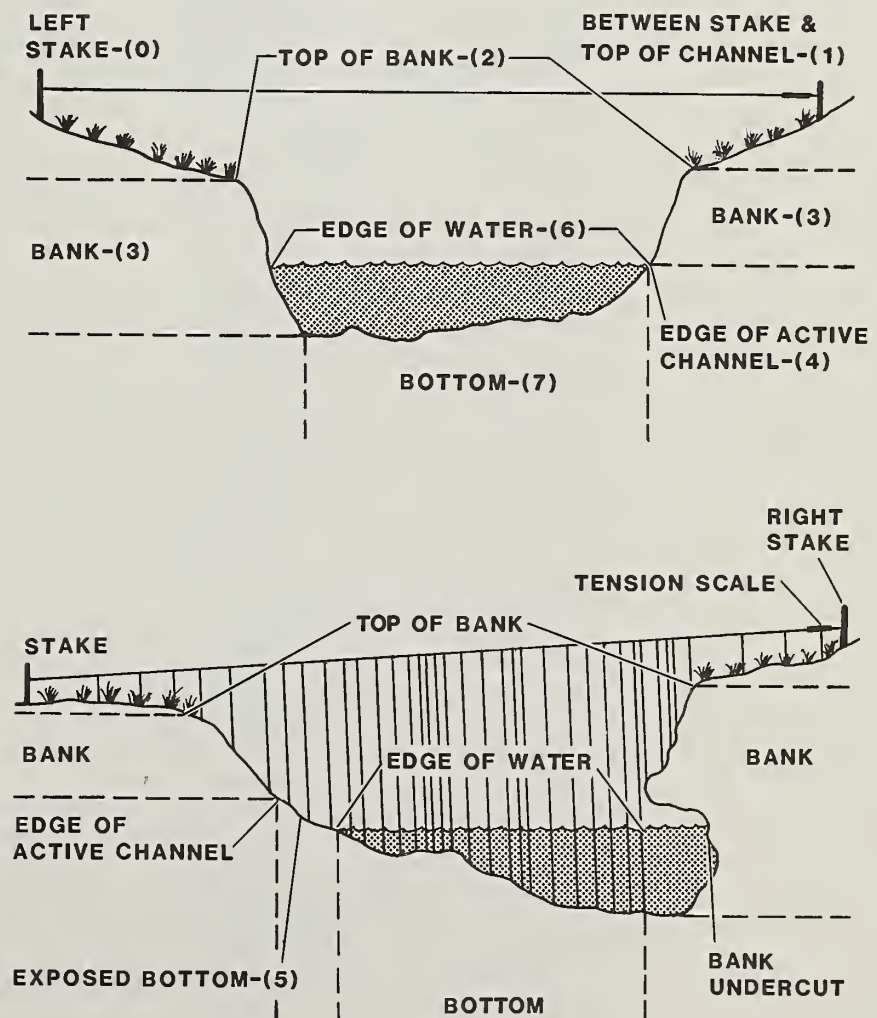 LEFT
STAKE-(0)
BETWEEN STAKE &
TOP OF CHANNEL-(1)
TOP OF BANK-(2)
BANK-(3)
EDGE OF WATER-(6)
BANK-(3)
EDGE OF ACTIVE
CHANNEL-(4)
BOTTOM-(7)
RIGHT
STAKE
TENSION SCALE
STAKE
TOP OF BANK
BANK
EDGE OF WATER
BANK
EDGE OF
ACTIVE CHANNEL
EXPOSED BOTTOM-(5)
BANK
UNDERCUT
BOTTOM